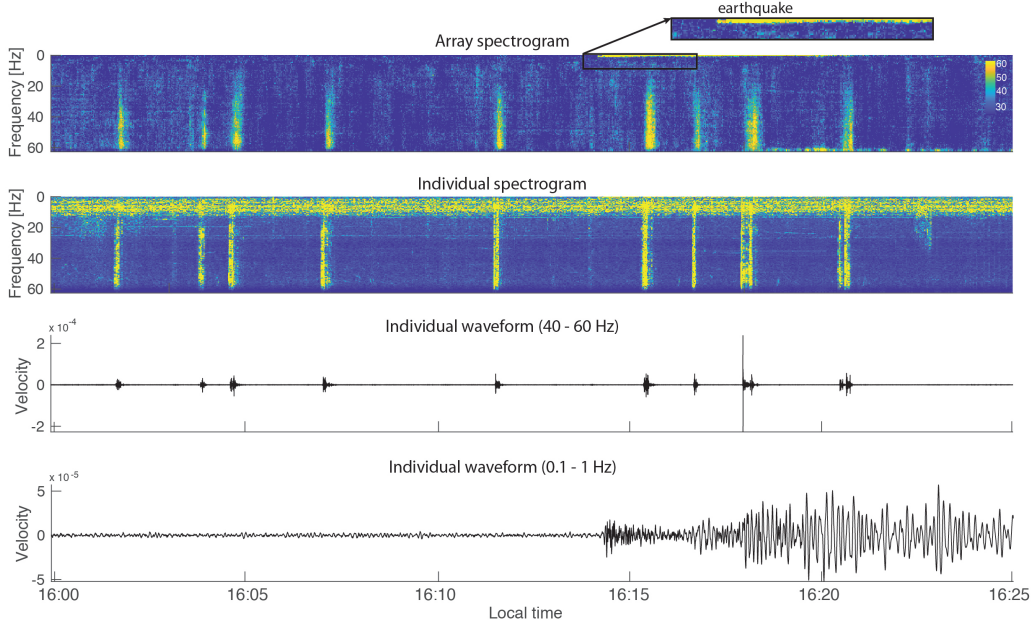 earthquake
Array spectrogram
Frequency [Hz]
0
20
40
60
60
50
40
30
Individual spectrogram
Frequency [Hz]
0
20
40
60
Individual waveform (40 - 60 Hz)
x 10-4
Velocity
2
0
-2
Individual waveform (0.1 - 1 Hz)
x 10-5
Velocity
5
0
-5
16:00 16:05 16:10 16:15 16:20 16:25
Local time